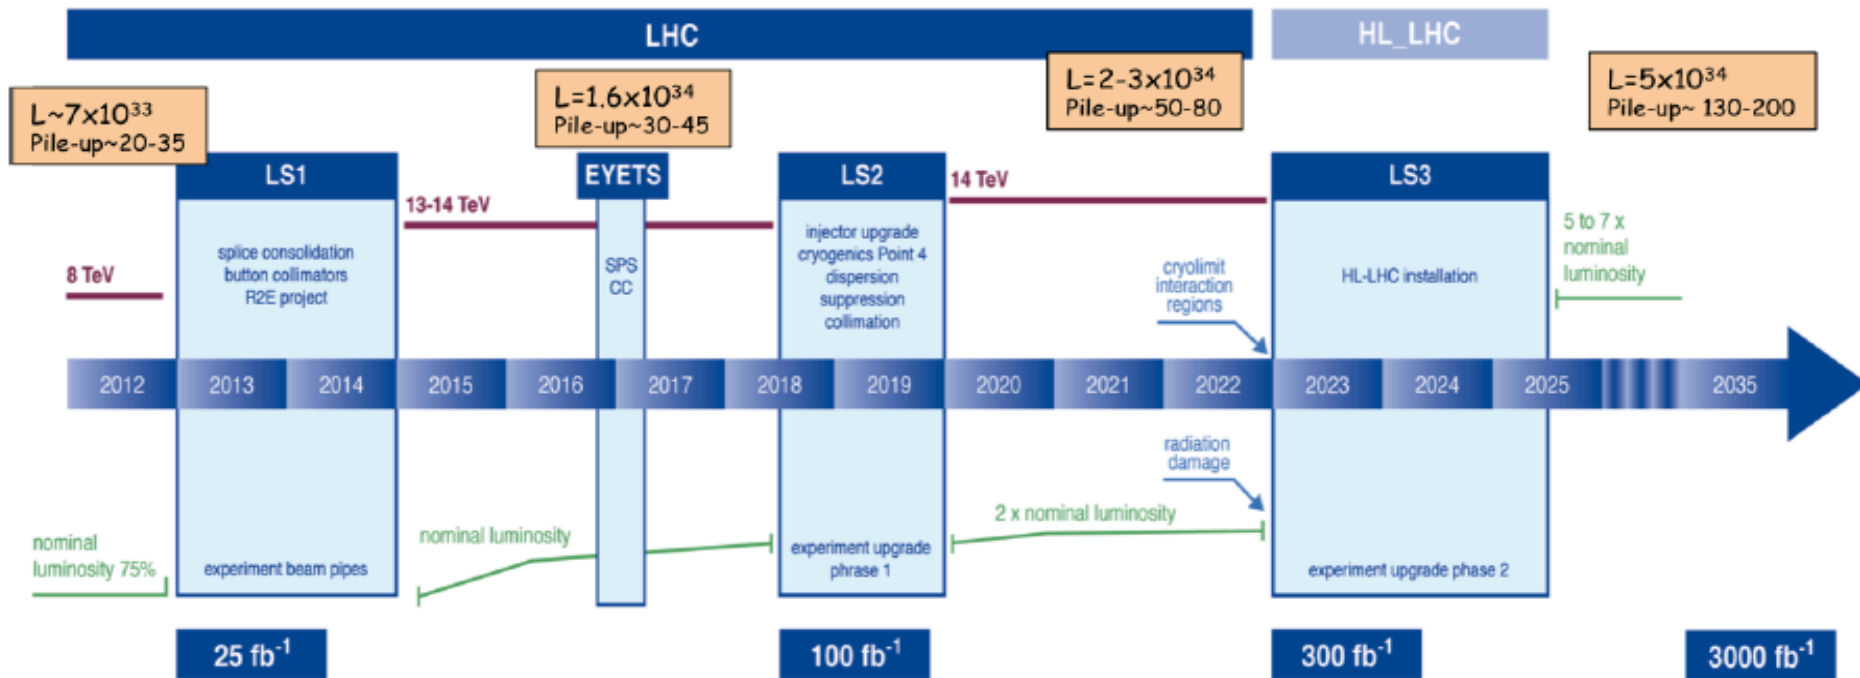 LHC
HL_LHC
L~7x10³³
Pile-up~20-35
L=1.6x10³⁴
Pile-up~30-45
L=2-3x10³⁴
Pile-up~50-80
L=5x10³⁴
Pile-up~ 130-200
LS1
EYETS
LS2
LS3
8 TeV
13-14 TeV
14 TeV
splice consolidation
button collimators
R2E project
SPS
CC
injector upgrade
cryogenics Point 4
dispersion
suppression
collimation
cryolimit
interaction
regions
HL-LHC installation
5 to 7 x
nominal
luminosity
2012
2013
2014
2015
2016
2017
2018
2019
2020
2021
2022
2023
2024
2025
2035
radiation
damage
nominal
luminosity 75%
experiment beam pipes
nominal luminosity
experiment upgrade
phrase 1
2 x nominal luminosity
experiment upgrade phase 2
25 fb⁻¹
100 fb⁻¹
300 fb⁻¹
3000 fb⁻¹